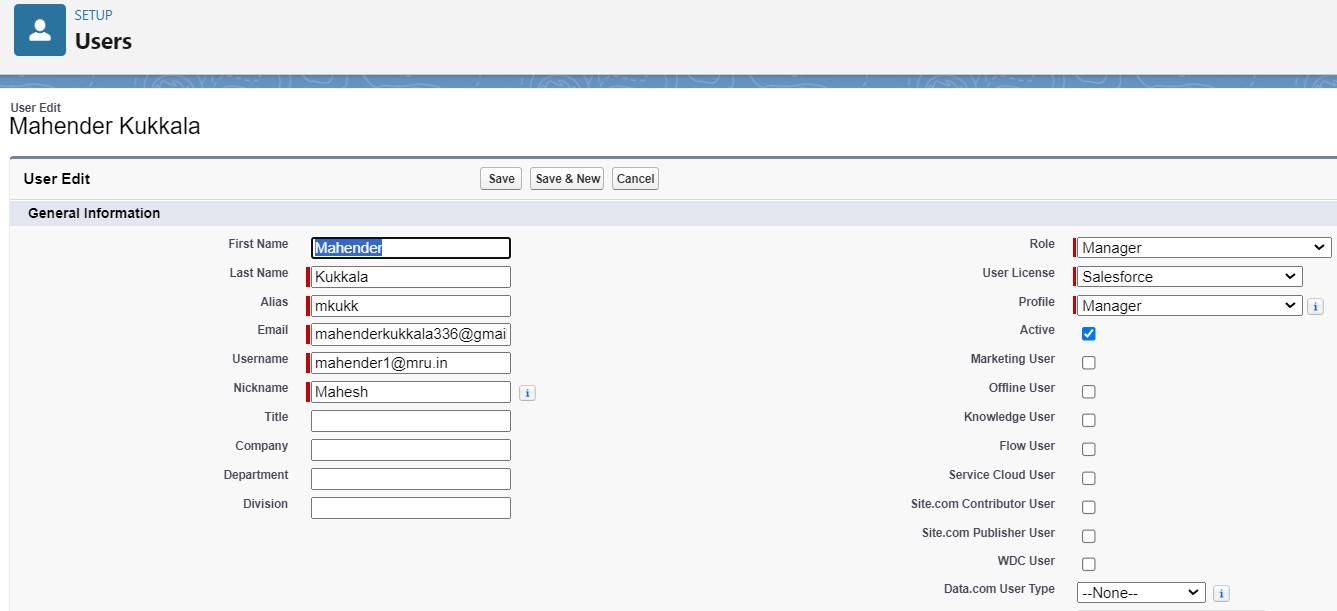 SETUP
Users
User Edit
Mahender Kukkala
User Edit Save Save & New Cancel
General Information
First Name Mahender
Last Name Kukkala
Alias mkukk
Email mahenderkukkala336@gmai
Username mahender1@mru.in
Nickname Mahesh i
Title
Company
Department
Division
Role Manager
User License Salesforce
Profile Manager i
Active
Marketing User
Offline User
Knowledge User
Flow User
Service Cloud User
Site.com Contributor User
Site.com Publisher User
WDC User
Data.com User Type --None-- i